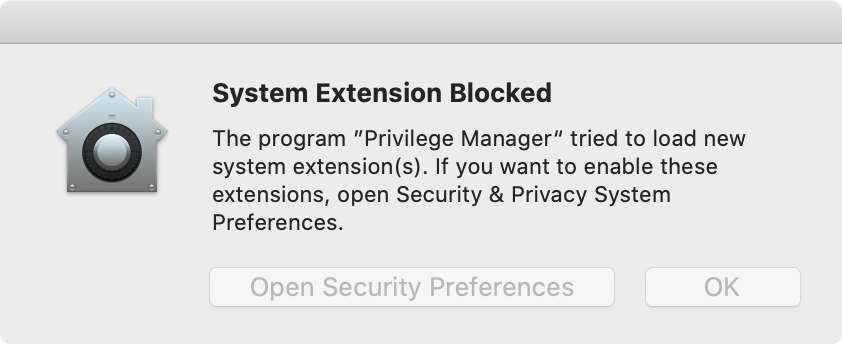 System Extension Blocked
The program ”Privilege Manager“ tried to load new
system extension(s). If you want to enable these
extensions, open Security & Privacy System
Preferences.
Open Security Preferences
OK